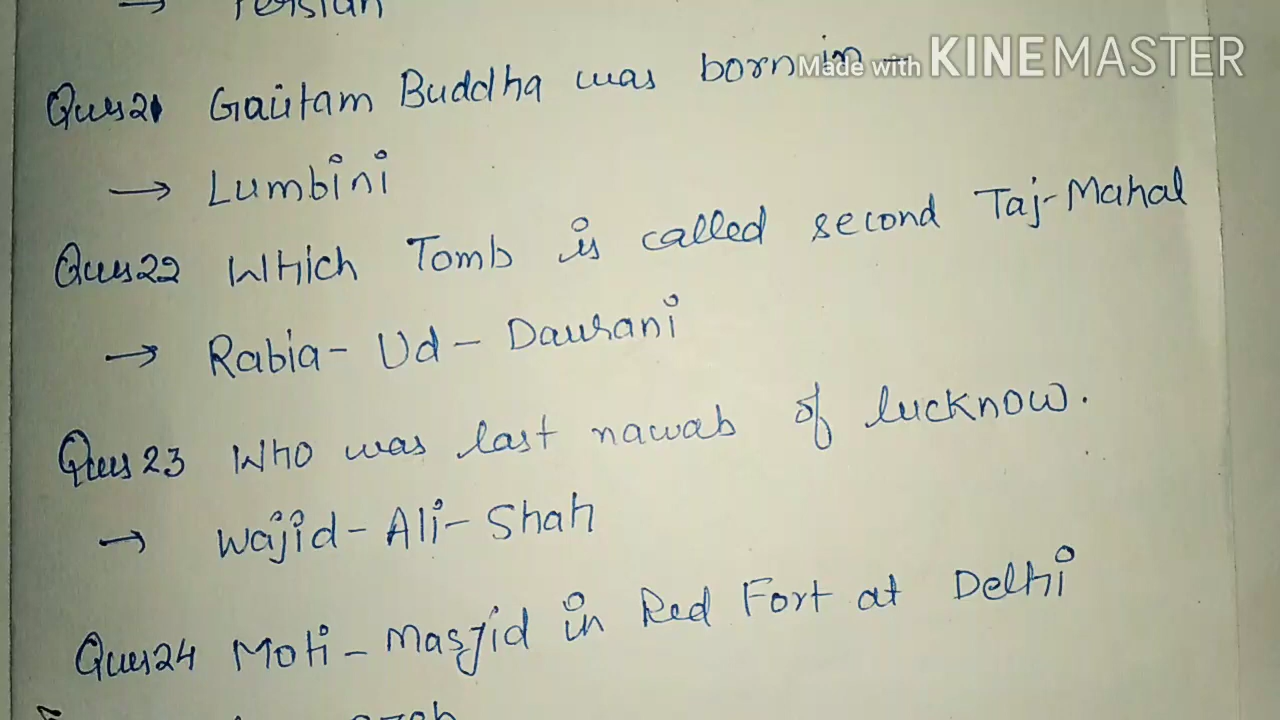 → Persian
Ques21 Gautam Buddha was born in -
Made with KINEMASTER
→ Lumbini
Ques22 Which Tomb is called second Taj-Mahal
→ Rabia-Ud-Daurani
Ques23 Who was last nawab of lucknow.
→ Wajid-Ali-Shah
Ques24 Moti-Masjid in Red Fort at Delhi